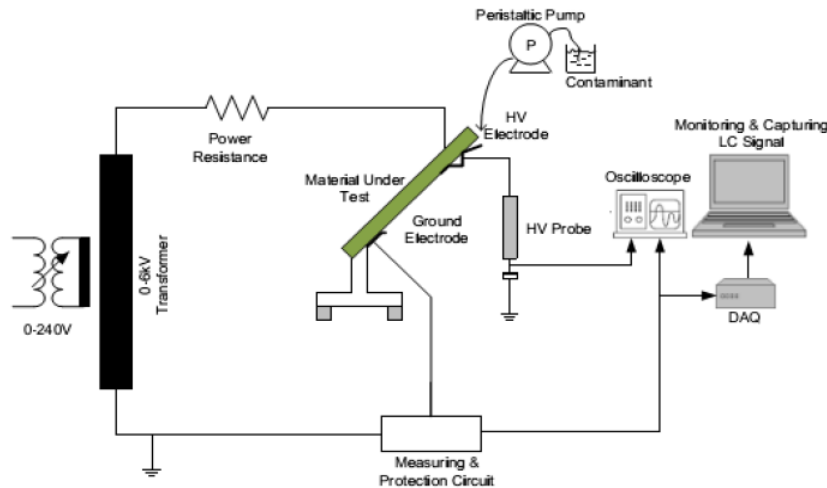 Peristaltic Pump
P
Contaminant
HV
Electrode
Power
Resistance
Monitoring & Capturing
LC Signal
Oscilloscope
Material Under
Test
Ground
Electrode
HV Probe
0-6kV
Transformer
0-240V
DAQ
Measuring &
Protection Circuit